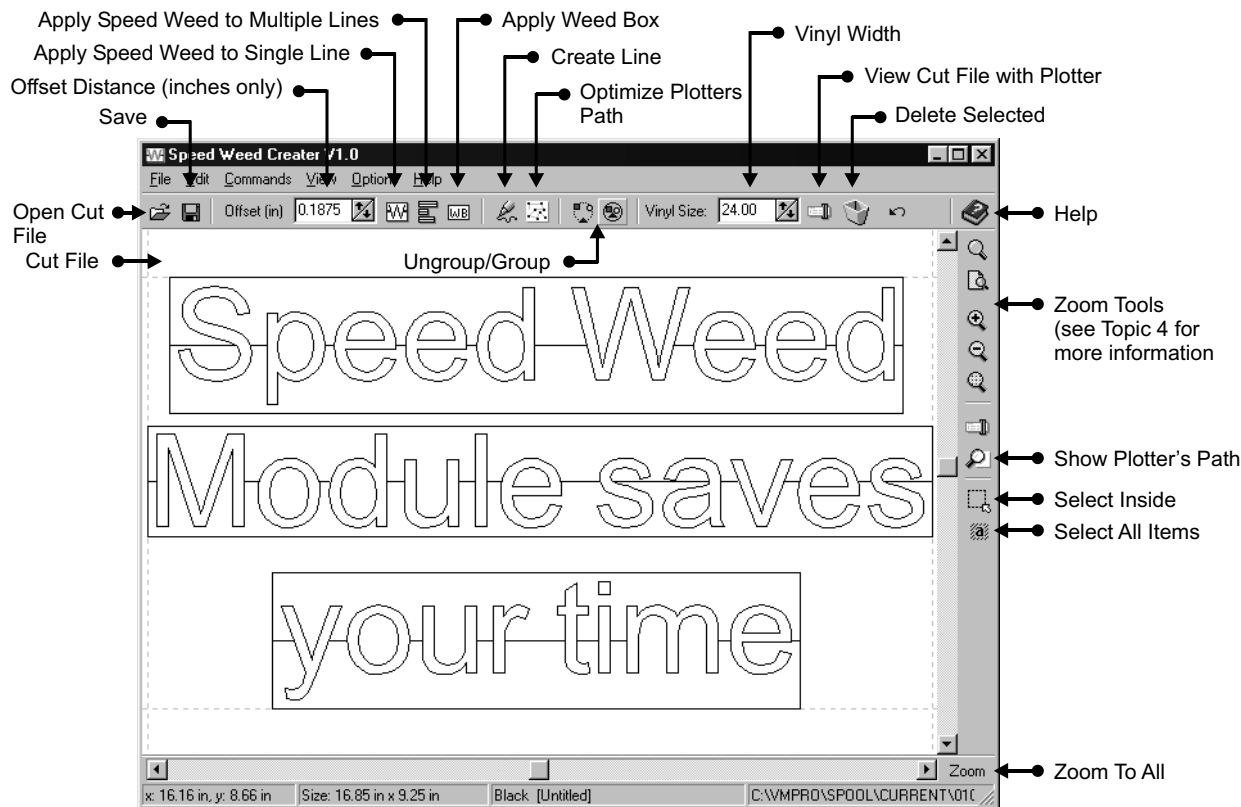 Apply Speed Weed to Multiple Lines
Apply Weed Box
Apply Speed Weed to Single Line
Create Line
Vinyl Width
Offset Distance (inches only)
Optimize Plotters
Path
View Cut File with Plotter
Save
Delete Selected
Speed Weed Creater V1.0
File Edit Commands View Options Help
Open Cut
File
Offset (in) 0.1875 WB Vinyl Size: 24.00
Help
Cut File
Ungroup/Group
Speed Weed
Zoom Tools
(see Topic 4 for
more information
Module saves
Show Plotter's Path
Select Inside
a
Select All Items
your time
Zoom
Zoom To All
x: 16.16 in, y: 8.66 in Size: 16.85 in x 9.25 in Black [Untitled] C:\VMPRO\SPOOL\CURRENT\